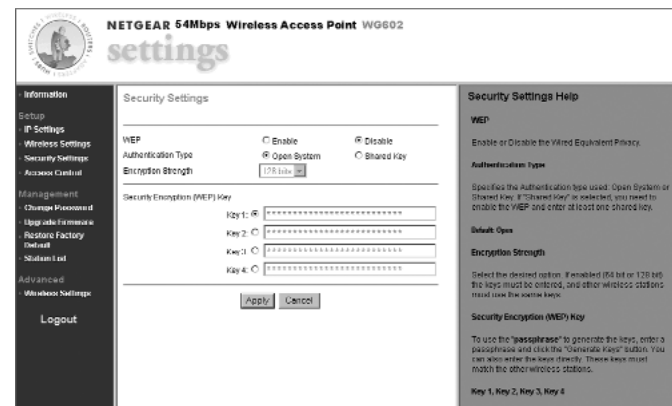 NETGEAR 54Mbps Wireless Access Point WG602
settings
Information
Setup
IP Settings
Wireless Settings
Security Settings
Access Control
Management
Change Password
Upgrade Firmware
Restore Factory
Default
Station List
Advanced
Wireless Settings
Logout
Security Settings
WEP Enable Disable
Authentication Type Open System Shared Key
Encryption Strength 128 bits
Security Encryption (WEP) Key
Key 1: **************************
Key 2: **************************
Key 3: **************************
Key 4: **************************
Apply Cancel
Security Settings Help
WEP
Enable or Disable the Wired Equivalent Privacy.
Authentication Type
Specifies the Authentication type used: Open System or
Shared Key. If "Shared Key" is selected, you need to
enable the WEP and enter at least one shared key.
Default: Open
Encryption Strength
Select the desired option. If enabled (64 bit or 128 bit)
the keys must be entered, and other wireless stations
must use the same keys.
Security Encryption (WEP) Key
To use the "passphrase" to generate the keys, enter a
passphrase and click the "Generate Keys" button. You
can also enter the keys directly. These keys must
match the other wireless stations.
Key 1, Key 2, Key 3, Key 4